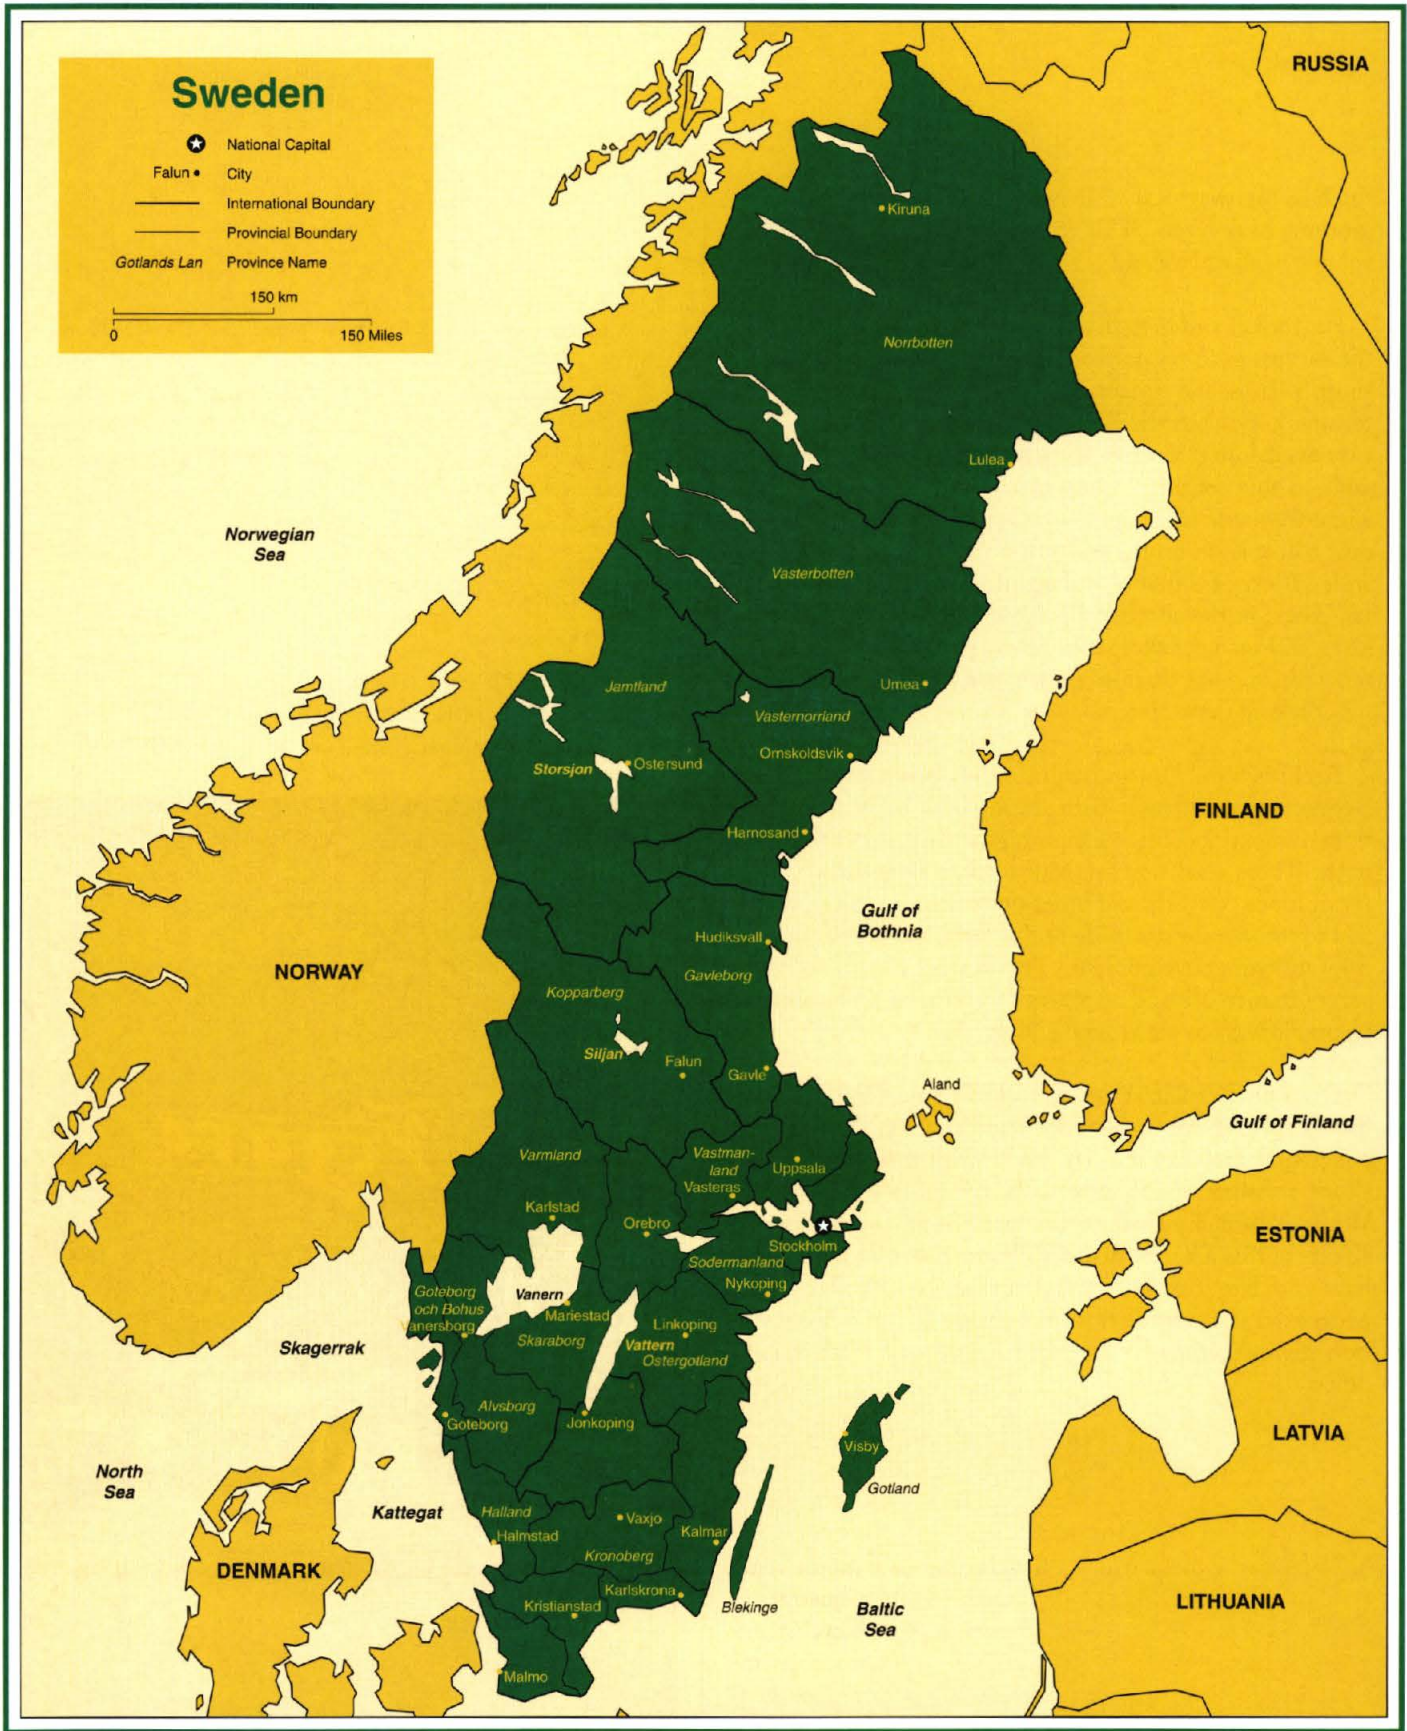 Sweden
National Capital
Falun • City
International Boundary
Provincial Boundary
Gotlands Lan Province Name
150 km
0 150 Miles
RUSSIA
Kiruna
Norrbotten
Lulea
Norwegian
Sea
Vasterbotten
Umea
Jamtland
Vasternorrland
Ornskoldsvik
Storsjon
Ostersund
Harnosand
FINLAND
Gulf of
Bothnia
Hudiksvall
NORWAY
Gavleborg
Kopparberg
Siljan
Falun
Gavle
Aland
Gulf of Finland
Varmland
Vastman-
land
Uppsala
Vasteras
Karlstad
Orebro
Stockholm
ESTONIA
Sodermanland
Nykoping
Goteborg
och Bohus
Vanern
Mariestad
Vanersborg
Linkoping
Skaraborg
Vattern
Skagerrak
Ostergotland
Alvsborg
Goteborg
Jonkoping
LATVIA
Visby
North
Sea
Gotland
Kattegat
Halland
Vaxjo
Halmstad
Kalmar
Kronoberg
DENMARK
Karlskrona
Kristianstad
Blekinge
Baltic
Sea
LITHUANIA
Malmo